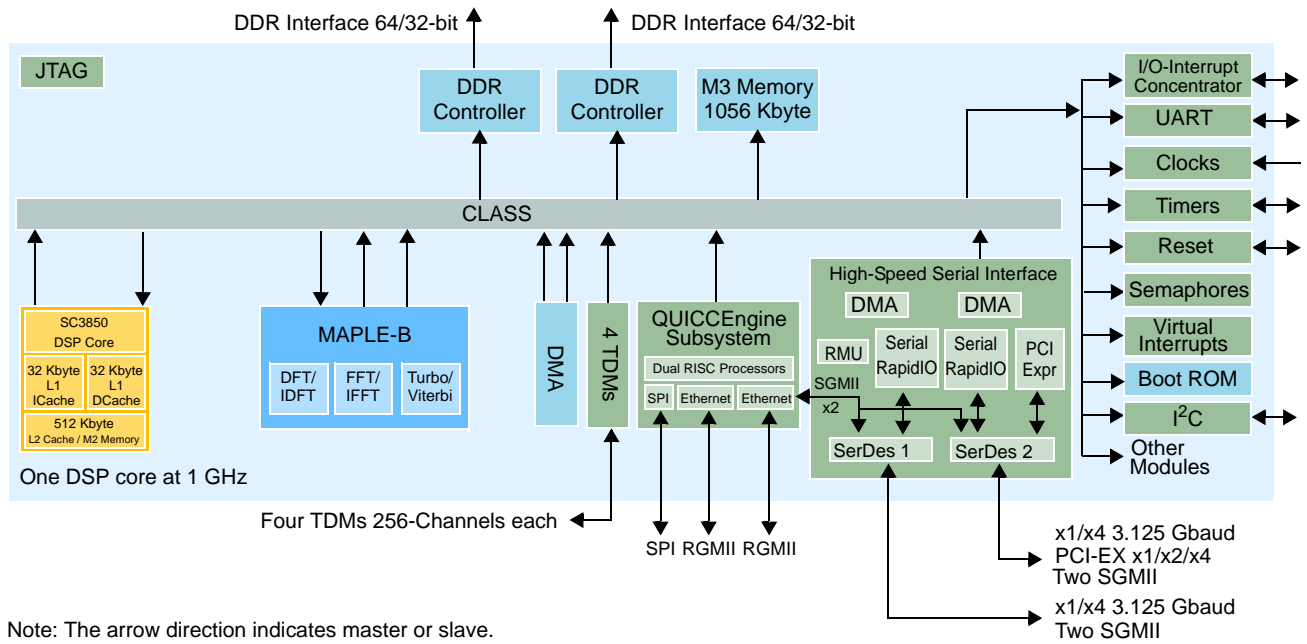 DDR Interface 64/32-bit
DDR Interface 64/32-bit
JTAG
DDR
Controller
DDR
Controller
M3 Memory
1056 Kbyte
I/O-Interrupt
Concentrator
UART
Clocks
Timers
Reset
Semaphores
Virtual
Interrupts
Boot ROM
I²C
Other
Modules
CLASS
SC3850
DSP Core
32 Kbyte
L1
ICache
32 Kbyte
L1
DCache
512 Kbyte
L2 Cache / M2 Memory
One DSP core at 1 GHz
MAPLE-B
DFT/
IDFT
FFT/
IFFT
Turbo/
Viterbi
DMA
4 TDMs
QUICCEngine
Subsystem
Dual RISC Processors
SPI
Ethernet
Ethernet
High-Speed Serial Interface
DMA
DMA
RMU
Serial
RapidIO
Serial
RapidIO
PCI
Expr
SGMII
x2
SerDes 1
SerDes 2
Four TDMs 256-Channels each
SPI
RGMII
RGMII
x1/x4 3.125 Gbaud
PCI-EX x1/x2/x4
Two SGMII
x1/x4 3.125 Gbaud
Two SGMII
Note: The arrow direction indicates master or slave.